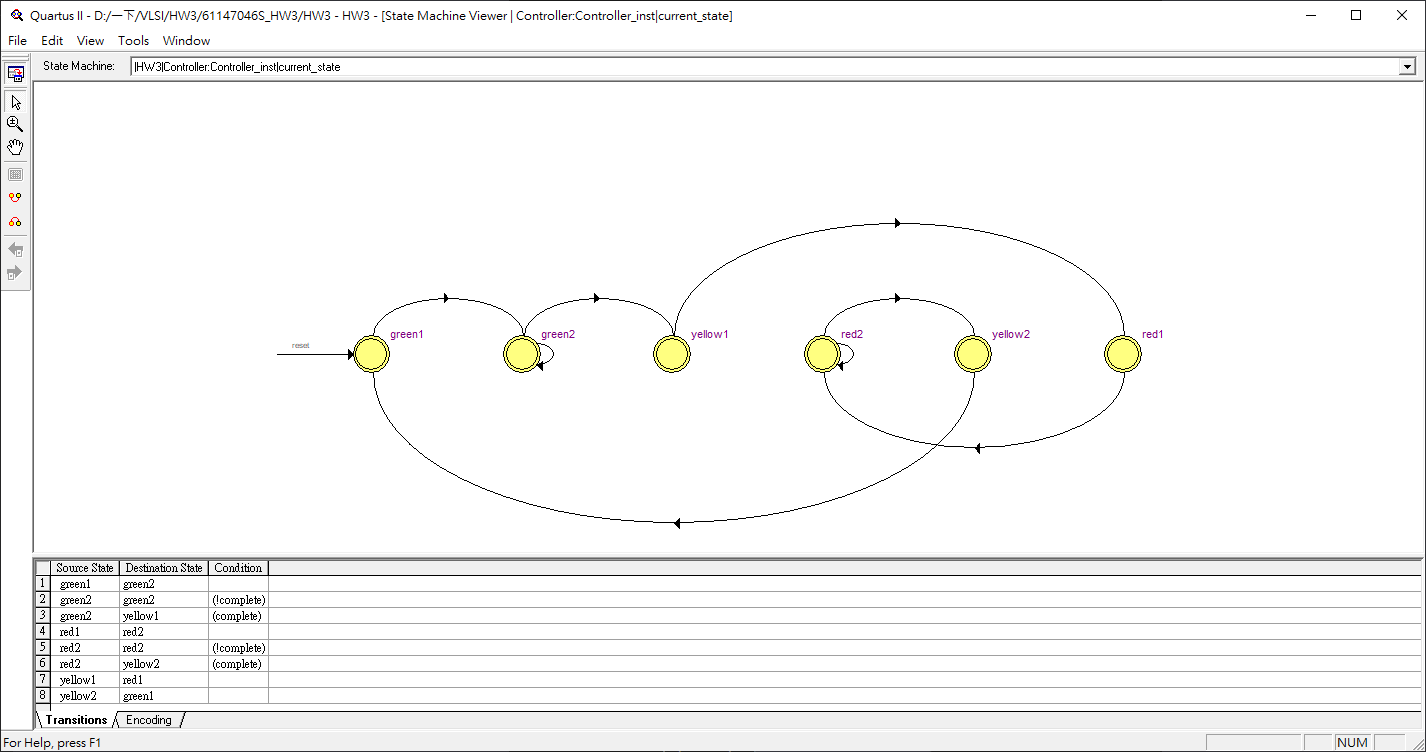 Quartus II - D:/一下/VLSI/HW3/61147046S_HW3/HW3 - HW3 - [State Machine Viewer | Controller:Controller_inst|current_state]
File Edit View Tools Window
State Machine: |HW3|Controller:Controller_inst|current_state
green1 green2 yellow1 red2 yellow2 red1
reset
Source State Destination State Condition
1 green1 green2
2 green2 green2 (!complete)
3 green2 yellow1 (complete)
4 red1 red2
5 red2 red2 (!complete)
6 red2 yellow2 (complete)
7 yellow1 red1
8 yellow2 green1
Transitions Encoding
For Help, press F1 NUM